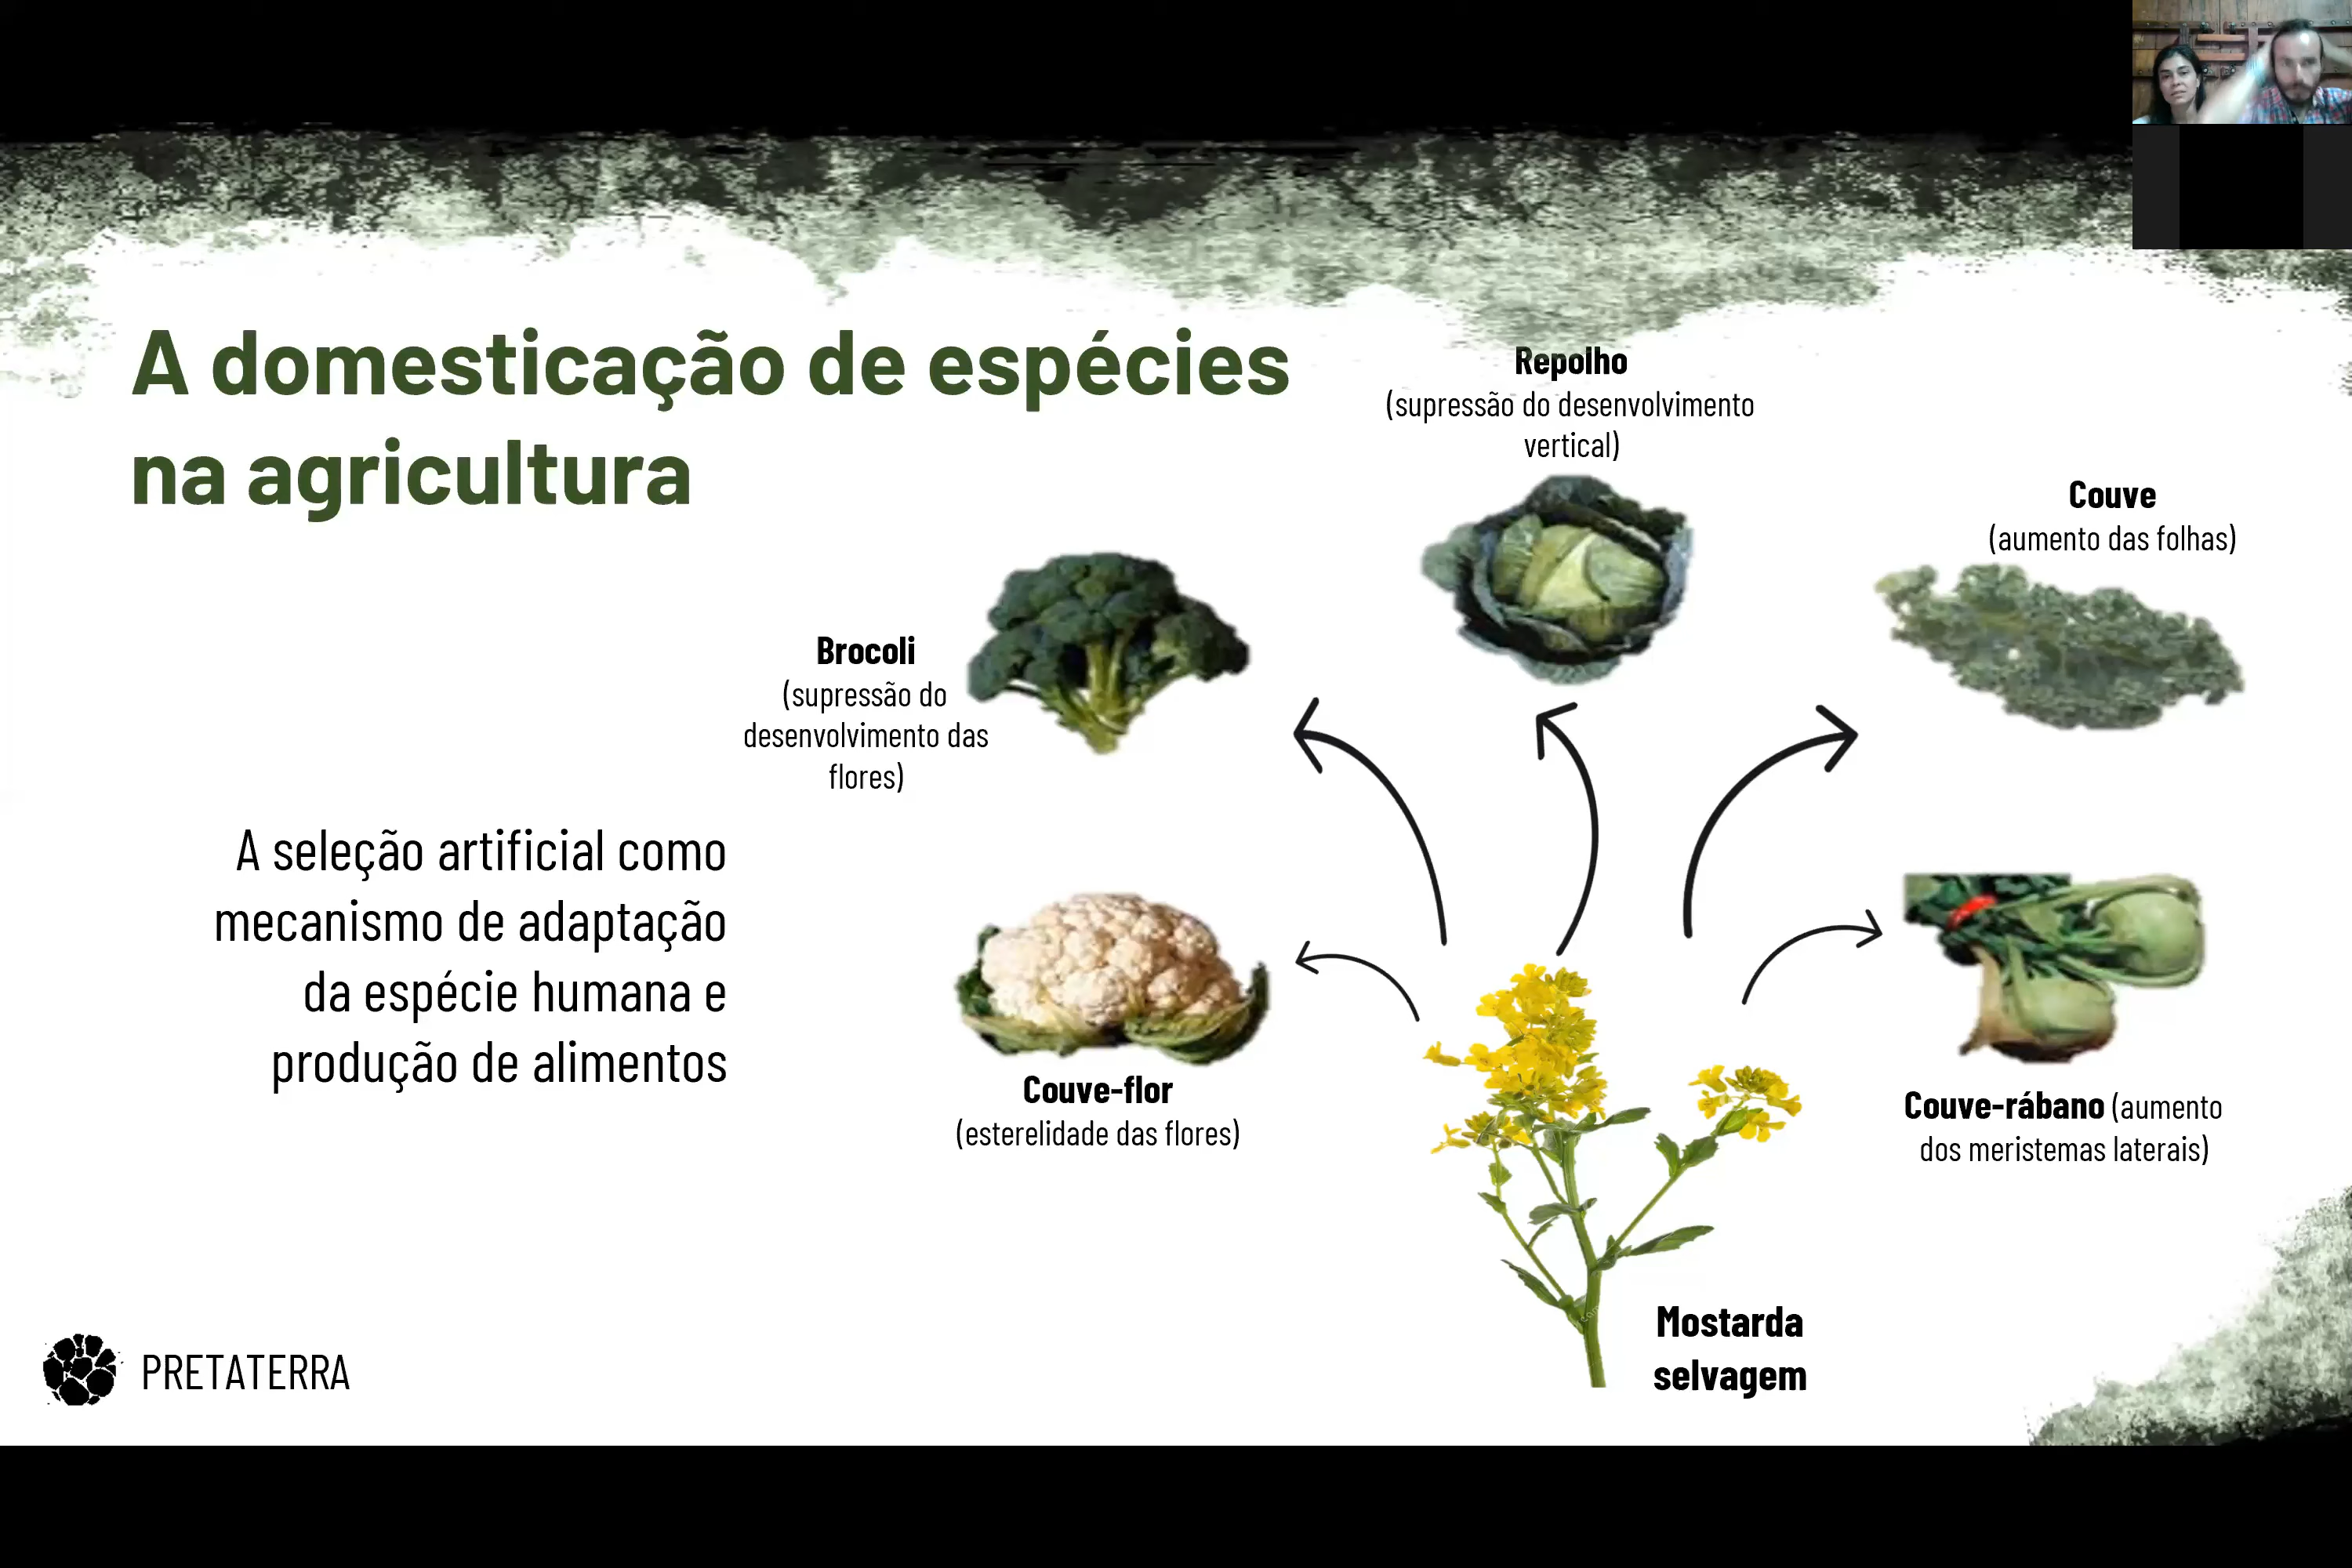 A domesticação de espécies
na agricultura
Repolho
(supressão do desenvolvimento
vertical)
Couve
(aumento das folhas)
Brocoli
(supressão do
desenvolvimento das
flores)
A seleção artificial como
mecanismo de adaptação
da espécie humana e
produção de alimentos
Couve-flor
(esterelidade das flores)
Couve-rábano (aumento
dos meristemas laterais)
Mostarda
selvagem
PRETATERRA